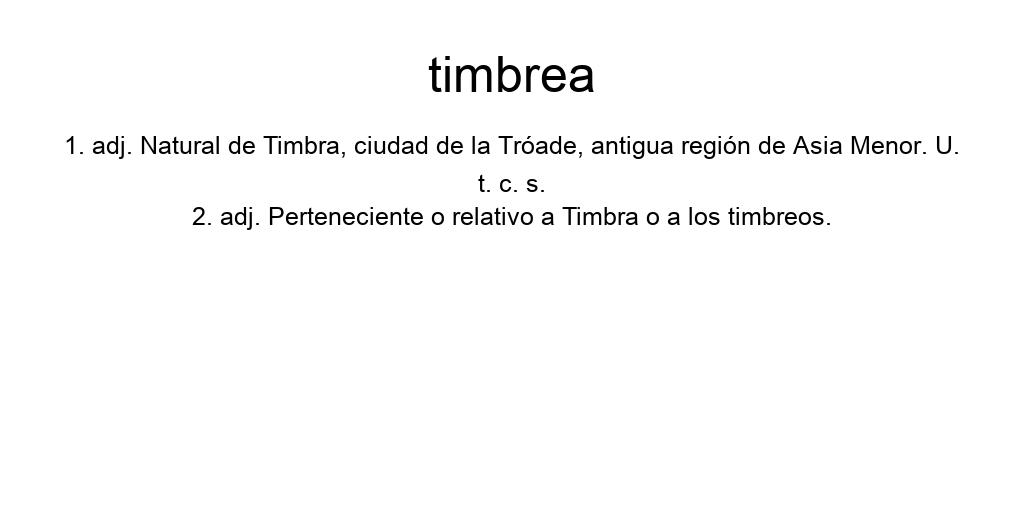 timbrea
1. adj. Natural de Timbra, ciudad de la Tróade, antigua región de Asia Menor. U.
t. c. s.
2. adj. Perteneciente o relativo a Timbra o a los timbreos.